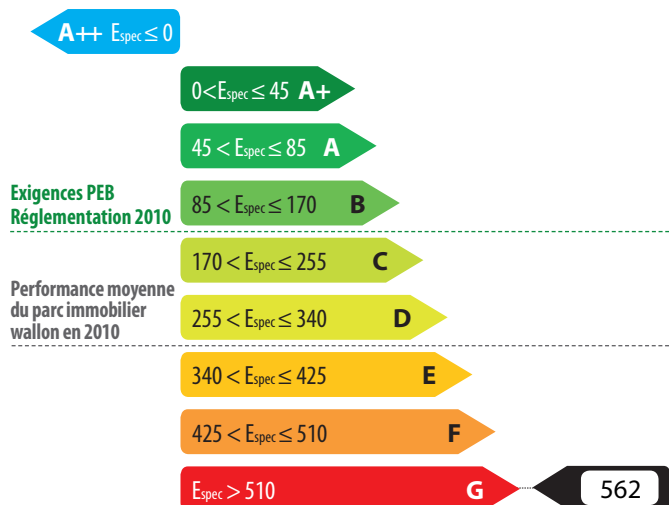 A++ Espec ≤ 0
0<Espec ≤ 45 A+
45 < Espec ≤ 85 A
Exigences PEB
Réglementation 2010
85 < Espec ≤ 170 B
170 < Espec ≤ 255 C
Performance moyenne
du parc immobilier
wallon en 2010
255 < Espec ≤ 340 D
340 < Espec ≤ 425 E
425 < Espec ≤ 510 F
Espec > 510 G 562